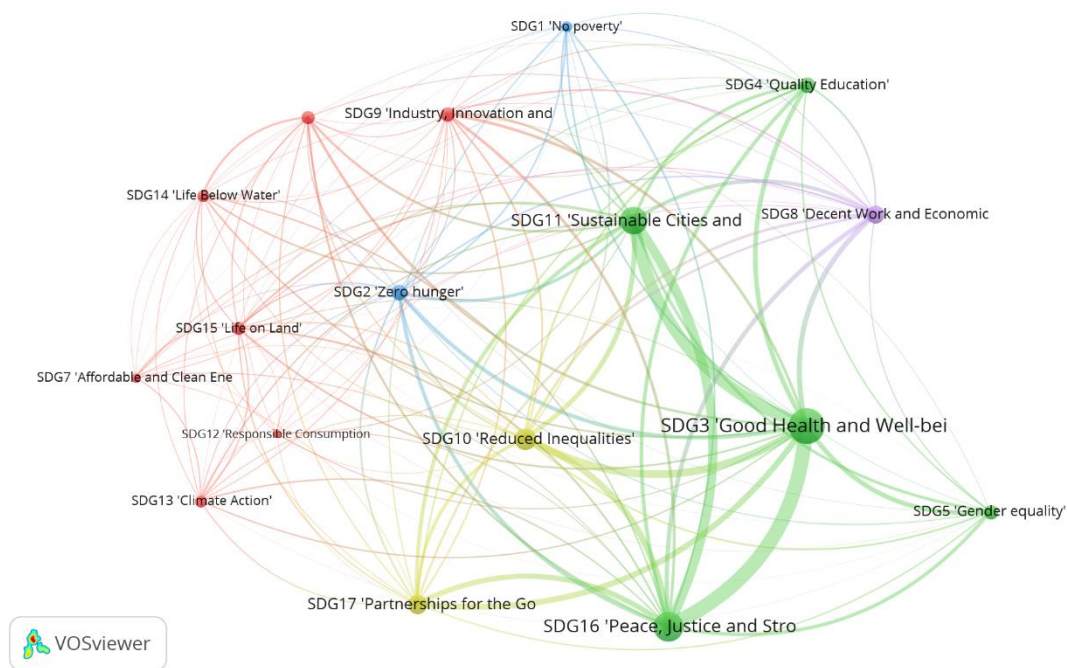 SDG1 'No poverty'
SDG4 'Quality Education'
SDG9 'Industry, Innovation and
SDG14 'Life Below Water'
SDG11 'Sustainable Cities and
SDG8 'Decent Work and Economic
SDG2 'Zero hunger'
SDG15 'Life on Land'
SDG7 'Affordable and Clean Ene
SDG12 'Responsible Consumption
SDG10 'Reduced Inequalities'
SDG3 'Good Health and Well-bei
SDG13 'Climate Action'
SDG5 'Gender equality'
SDG17 'Partnerships for the Go
SDG16 'Peace, Justice and Stro
VOSviewer